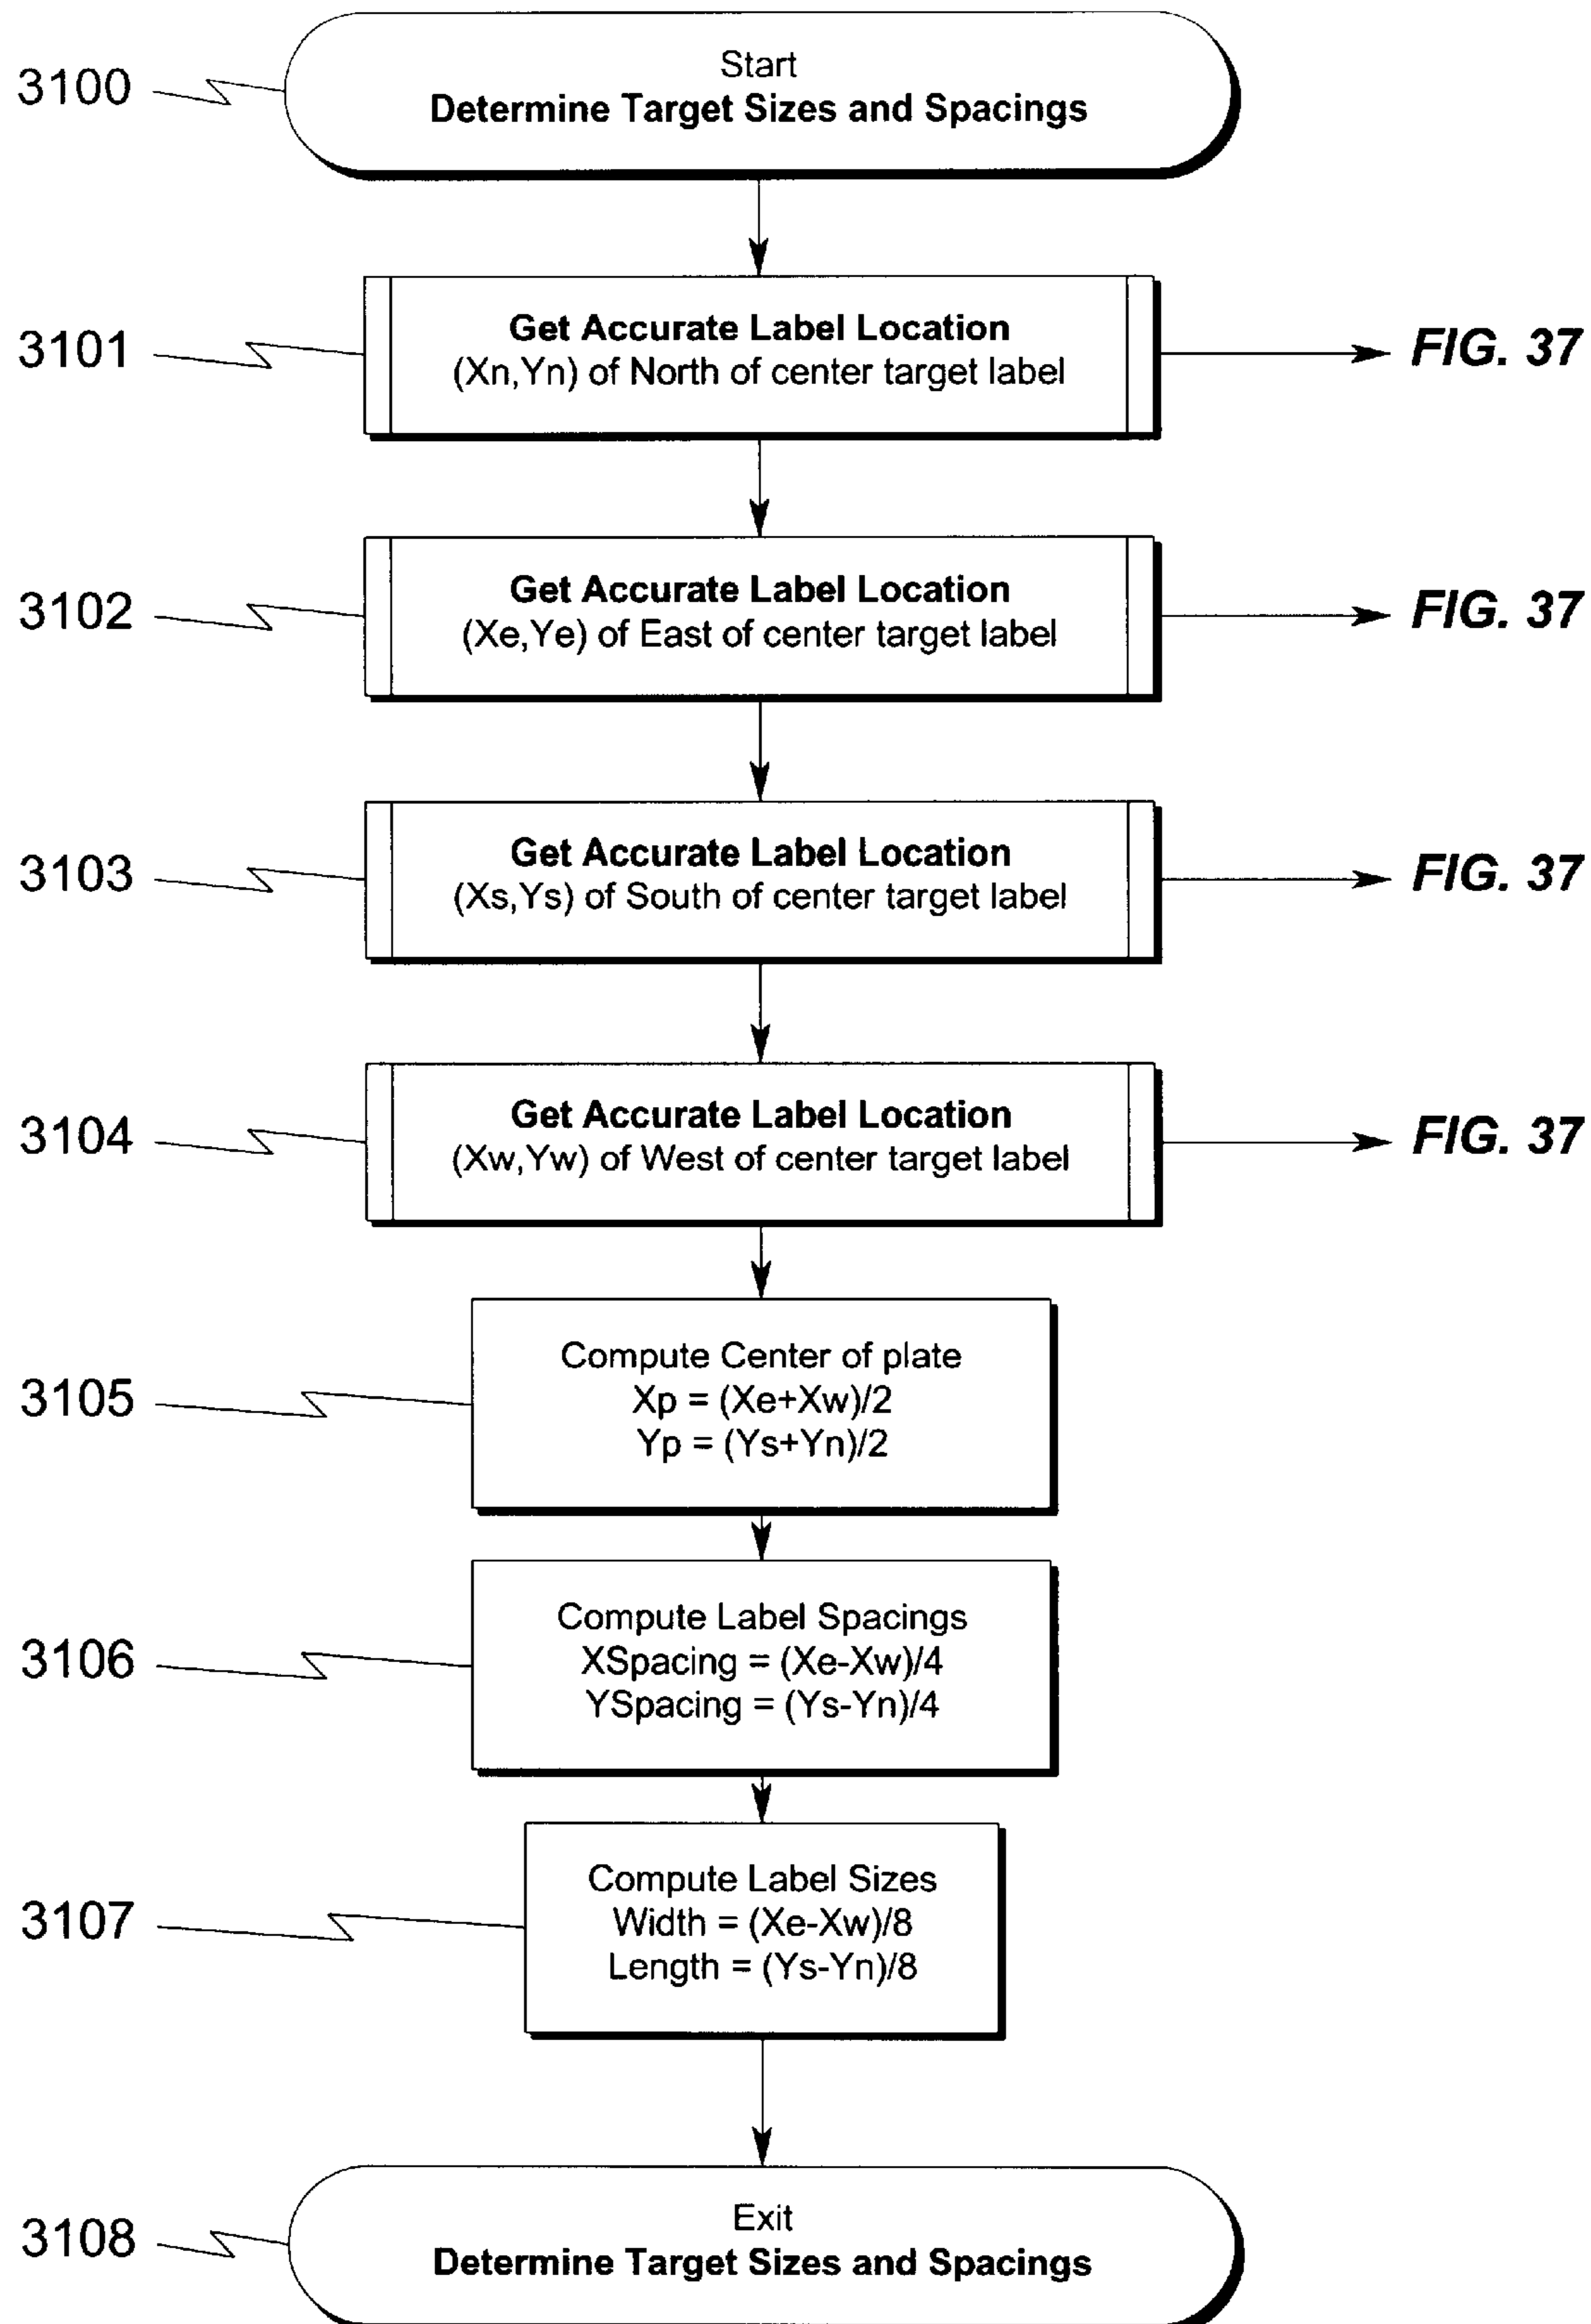 3100
Start
Determine Target Sizes and Spacings
3101
Get Accurate Label Location
(Xn,Yn) of North of center target label
FIG. 37
3102
Get Accurate Label Location
(Xe,Ye) of East of center target label
FIG. 37
3103
Get Accurate Label Location
(Xs,Ys) of South of center target label
FIG. 37
3104
Get Accurate Label Location
(Xw,Yw) of West of center target label
FIG. 37
3105
Compute Center of plate
Xp = (Xe+Xw)/2
Yp = (Ys+Yn)/2
3106
Compute Label Spacings
XSpacing = (Xe-Xw)/4
YSpacing = (Ys-Yn)/4
3107
Compute Label Sizes
Width = (Xe-Xw)/8
Length = (Ys-Yn)/8
3108
Exit
Determine Target Sizes and Spacings